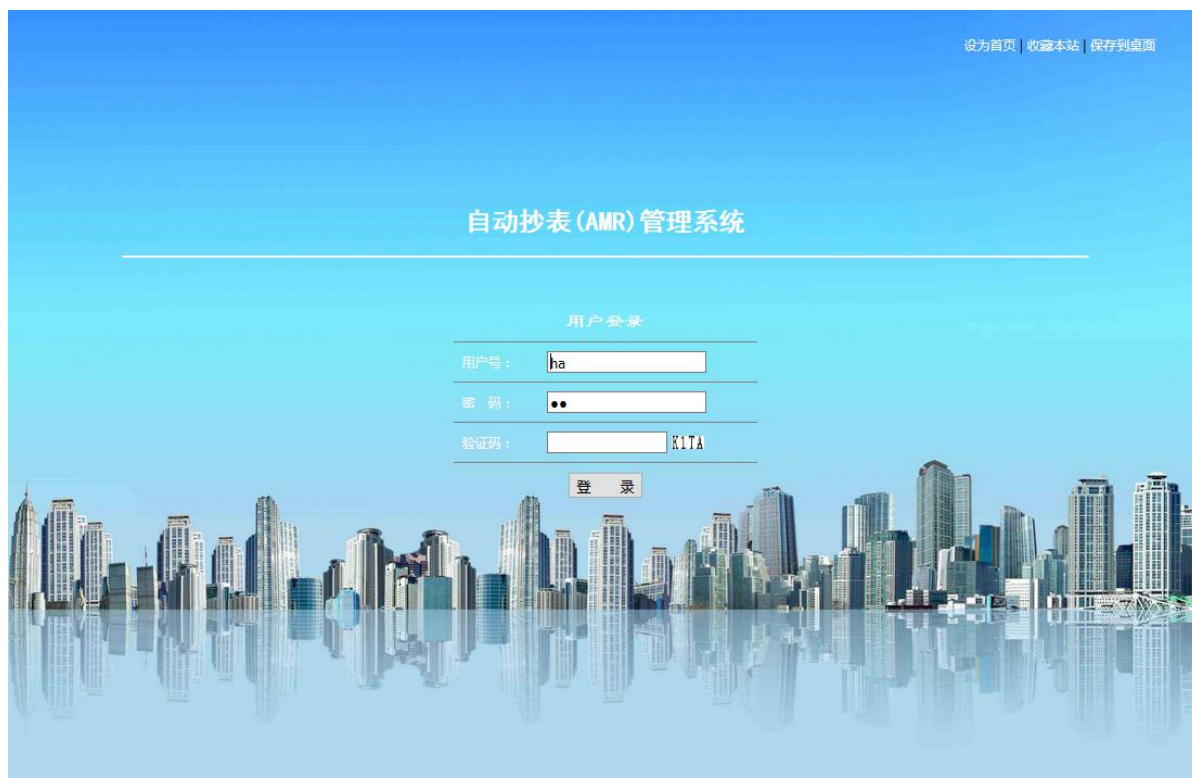 设为首页 | 收藏本站 | 保存到桌面
自动抄表(AMR)管理系统
用户登录
用户号： ha
密 码： ●●
验证码： K1TA
登 录